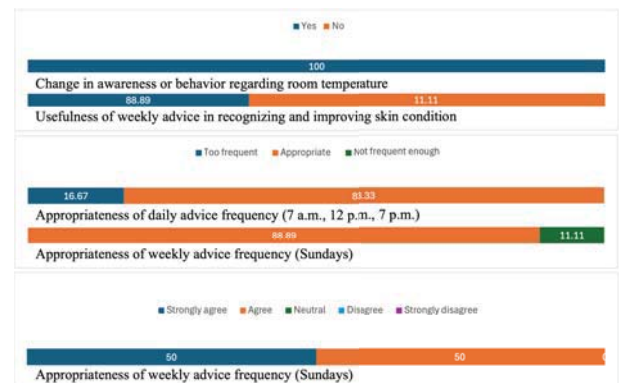 Yes No
100
Change in awareness or behavior regarding room temperature
88.89 11.11
Usefulness of weekly advice in recognizing and improving skin condition
Too frequent Appropriate Not frequent enough
16.67 83.33
Appropriateness of daily advice frequency (7 a.m., 12 p.m., 7 p.m.)
88.89 11.11
Appropriateness of weekly advice frequency (Sundays)
Strongly agree Agree Neutral Disagree Strongly disagree
50 50
Appropriateness of weekly advice frequency (Sundays)